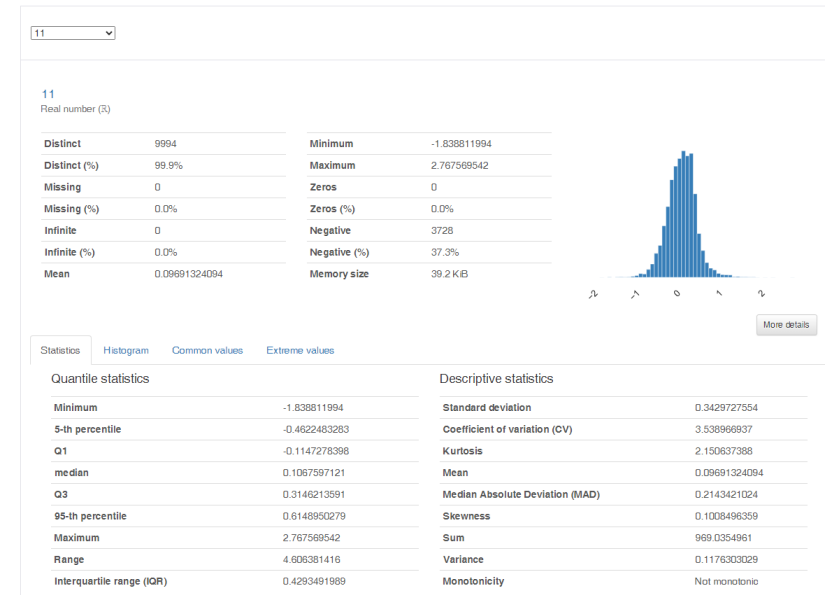 11
11
Real number (ℝ)
Distinct 9994 Minimum -1.838811994
Distinct (%) 99.9% Maximum 2.767569542
Missing 0 Zeros 0
Missing (%) 0.0% Zeros (%) 0.0%
Infinite 0 Negative 3728
Infinite (%) 0.0% Negative (%) 37.3%
Mean 0.09691324094 Memory size 39.2 KiB
-2 -1 0 1 2
More details
Statistics Histogram Common values Extreme values
Quantile statistics Descriptive statistics
Minimum -1.838811994 Standard deviation 0.3429727554
5-th percentile -0.4622483283 Coefficient of variation (CV) 3.538966937
Q1 -0.1147278398 Kurtosis 2.150637388
median 0.1067597121 Mean 0.09691324094
Q3 0.3146213591 Median Absolute Deviation (MAD) 0.2143421024
95-th percentile 0.6148950279 Skewness 0.1008496359
Maximum 2.767569542 Sum 969.0354961
Range 4.606381416 Variance 0.1176303029
Interquartile range (IQR) 0.4293491989 Monotonicity Not monotonic